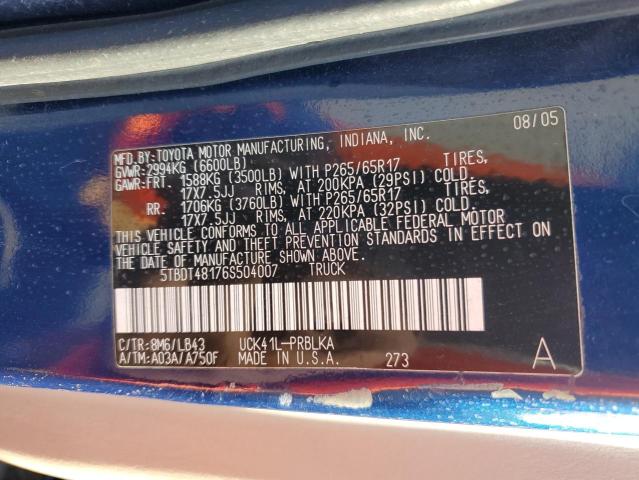 MFD.BY:TOYOTA MOTOR MANUFACTURING, INDIANA, INC. 08/05
GVWR:2994KG (6600LB)
GAWR:FRT. 1588KG (3500LB) WITH P265/65R17 TIRES,
17X7.5JJ RIMS, AT 200KPA (29PSI) COLD.
RR. 1706KG (3760LB) WITH P265/65R17 TIRES,
17X7.5JJ RIMS, AT 220KPA (32PSI) COLD.
THIS VEHICLE CONFORMS TO ALL APPLICABLE FEDERAL MOTOR
VEHICLE SAFETY AND THEFT PREVENTION STANDARDS IN EFFECT ON
THE DATE OF MANUFACTURE SHOWN ABOVE.
5TBDT48176S504007 TRUCK
C/TR:8M6/LB43 UCK41L-PRBLKA
A/TM:A03A/A750F MADE IN U.S.A. 273 A